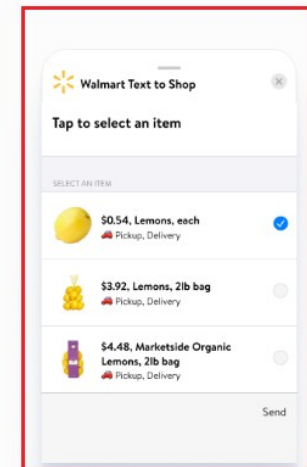 Walmart Text to Shop
Tap to select an item
SELECT AN ITEM
$0.54, Lemons, each
Pickup, Delivery
$3.92, Lemons, 2lb bag
Pickup, Delivery
$4.48, Marketside Organic
Lemons, 2lb bag
Pickup, Delivery
Send